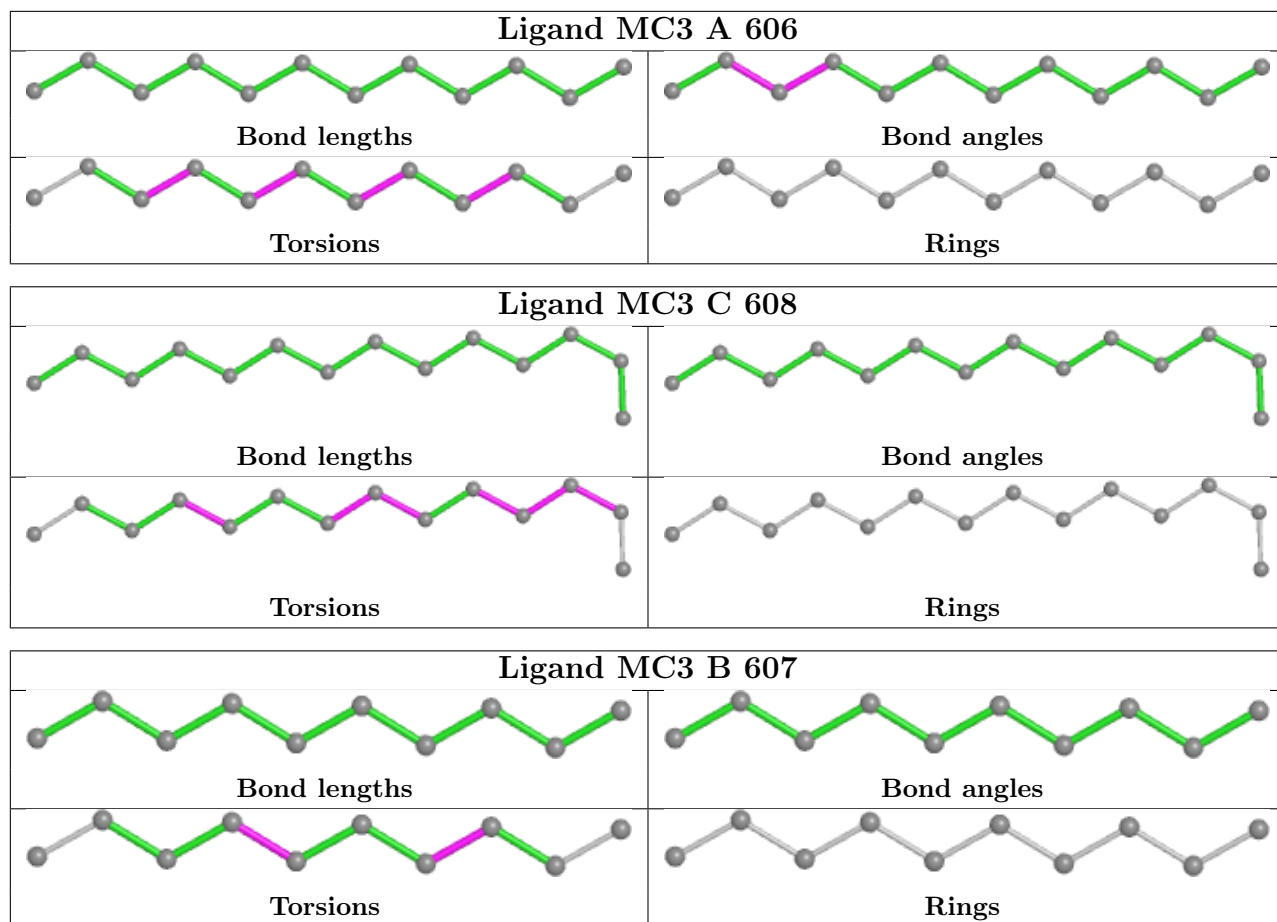 Ligand MC3 A 606
Bond lengths Bond angles
Torsions Rings
Ligand MC3 C 608
Bond lengths Bond angles
Torsions Rings
Ligand MC3 B 607
Bond lengths Bond angles
Torsions Rings